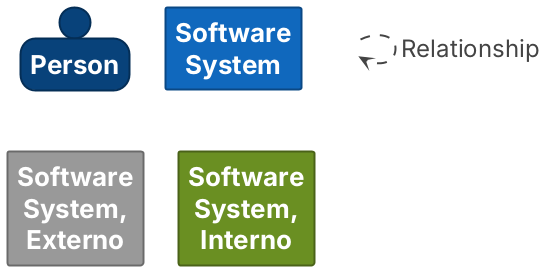 Person
Software
System
Relationship
Software
System,
Externo
Software
System,
Interno